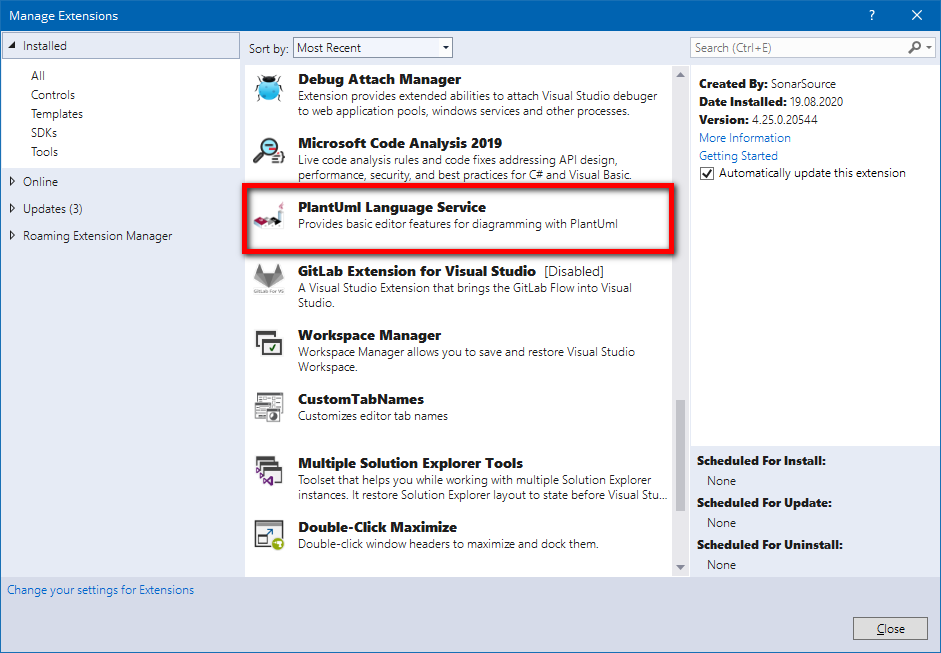 Manage Extensions
?
Installed
All
Controls
Templates
SDKs
Tools
Online
Updates (3)
Roaming Extension Manager
Sort by: Most Recent
Debug Attach Manager
Extension provides extended abilities to attach Visual Studio debuger
to web application pools, windows services and other processes.
Microsoft Code Analysis 2019
Live code analysis rules and code fixes addressing API design,
performance, security, and best practices for C# and Visual Basic.
PlantUml Language Service
Provides basic editor features for diagramming with PlantUml
GitLab Extension for Visual Studio [Disabled]
A Visual Studio Extension that brings the GitLab Flow into Visual
Studio.
Workspace Manager
Workspace Manager allows you to save and restore Visual Studio
Workspace.
CustomTabNames
Customizes editor tab names
Multiple Solution Explorer Tools
Toolset that helps you while working with multiple Solution Explorer
instances. It restore Solution Explorer layout to state before Visual Stu...
Double-Click Maximize
Double-click window headers to maximize and dock them.
Search (Ctrl+E)
Created By: SonarSource
Date Installed: 19.08.2020
Version: 4.25.0.20544
More Information
Getting Started
Automatically update this extension
Scheduled For Install:
None
Scheduled For Update:
None
Scheduled For Uninstall:
None
Change your settings for Extensions
Close